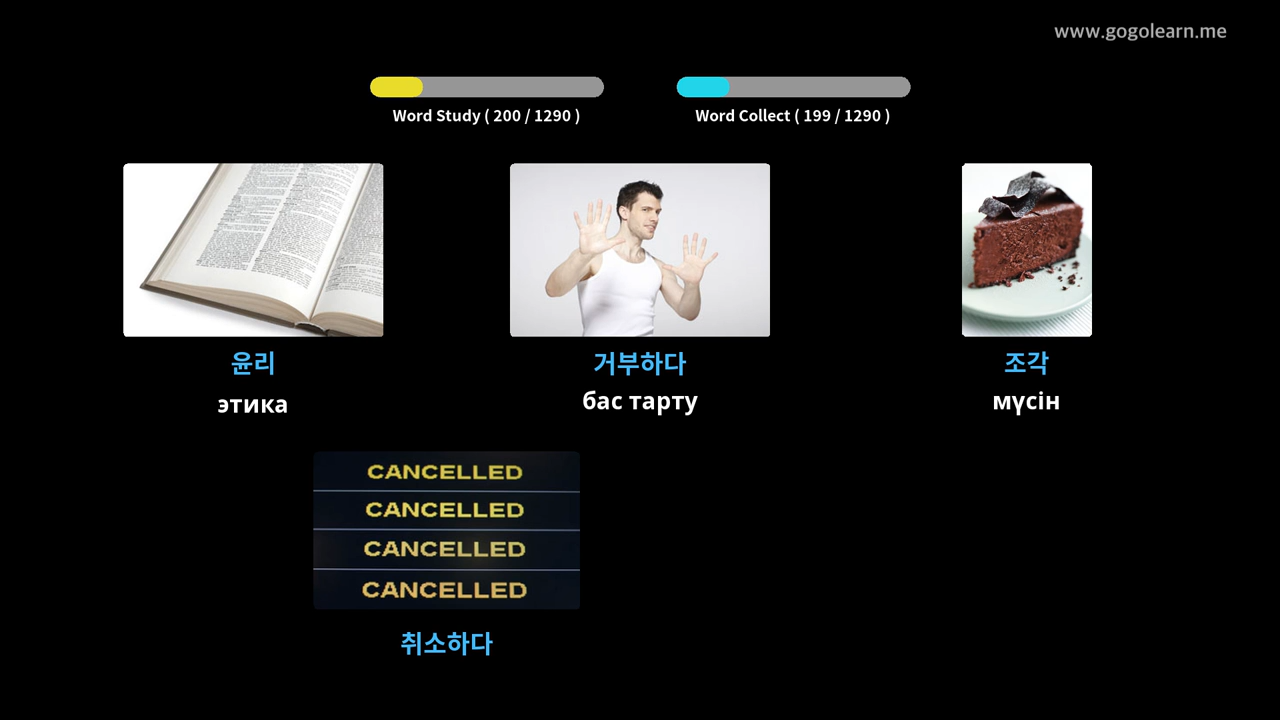 www.gogolearn.me
Word Study ( 200 / 1290 )
Word Collect ( 199 / 1290 )
윤리
этика
거부하다
бас тарту
조각
мүсін
CANCELLED
CANCELLED
CANCELLED
CANCELLED
취소하다